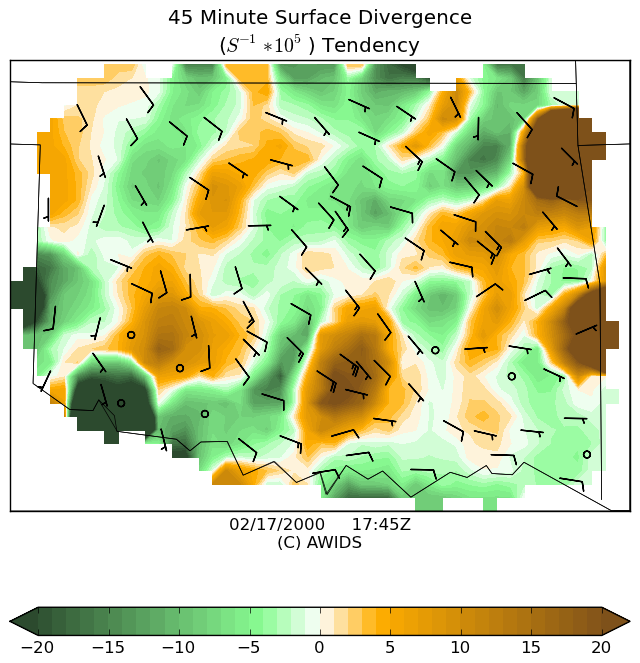 45 Minute Surface Divergence
(S⁻¹ *10⁵ ) Tendency
02/17/2000 17:45Z
(C) AWIDS
−20 −15 −10 −5 0 5 10 15 20